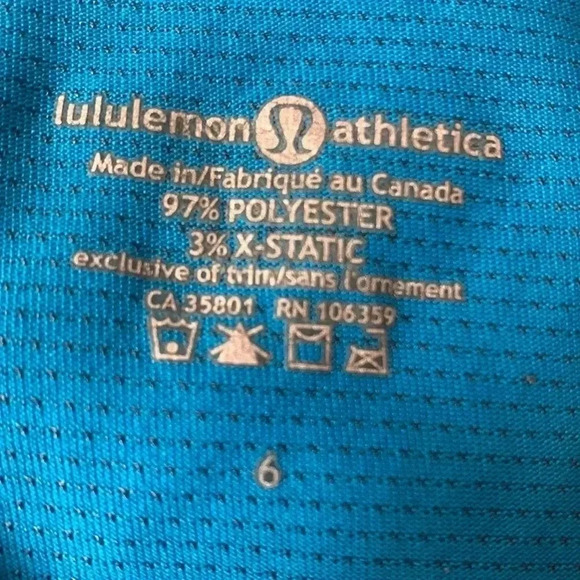 lululemon athletica
Made in/Fabriqué au Canada
97% POLYESTER
3% X-STATIC
exclusive of trim/sans l'ornement
CA 35801 RN 106359
6